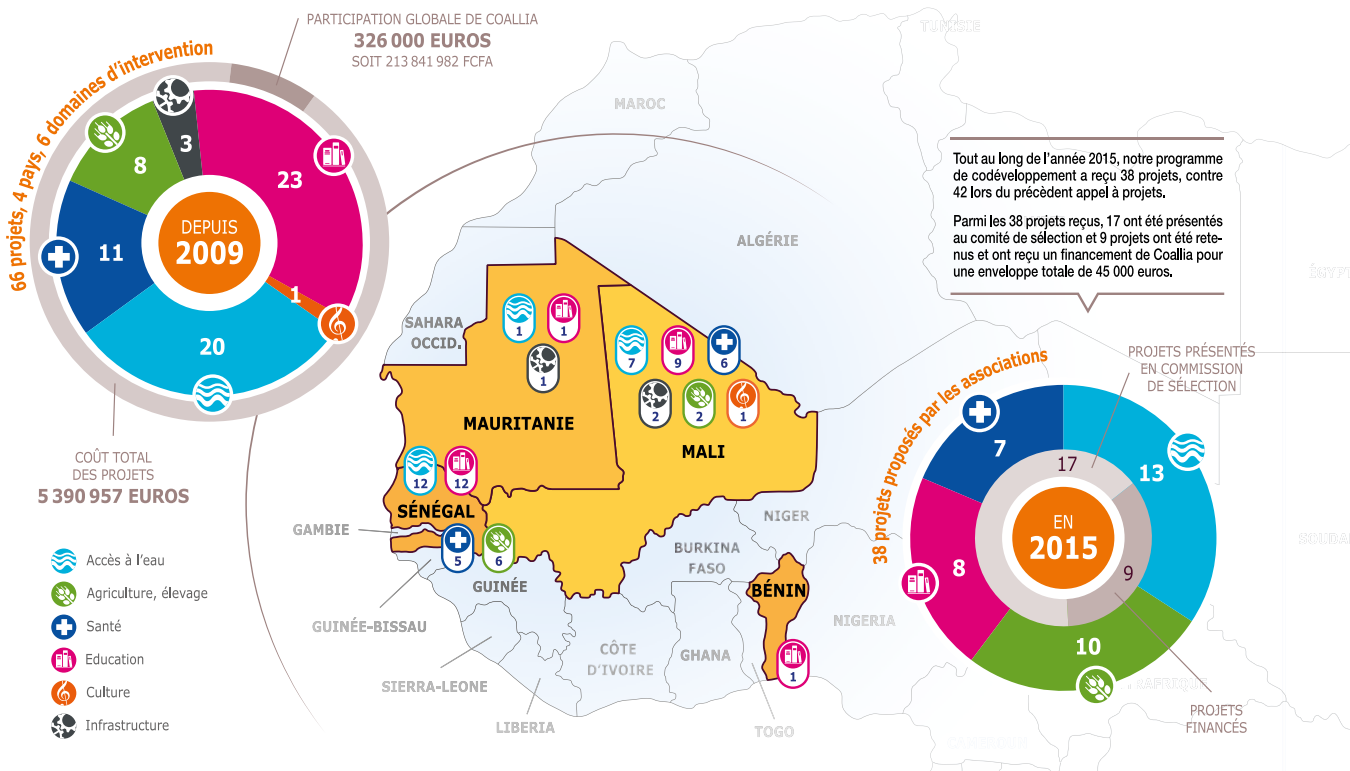 PARTICIPATION GLOBALE DE COALLIA
326 000 EUROS
SOIT 213 841 982 FCFA
66 projets, 4 pays, 6 domaines d'intervention
3
8
23
11
1
20
DEPUIS
2009
COÛT TOTAL
DES PROJETS
5 390 957 EUROS
Accès à l'eau
Agriculture, élevage
Santé
Education
Culture
Infrastructure
TUNISIE
MAROC
ALGÉRIE
SAHARA
OCCID.
1
1
1
MAURITANIE
7
9
6
2
2
1
MALI
12
12
SÉNÉGAL
5
6
GAMBIE
GUINÉE
GUINÉE-BISSAU
SIERRA-LEONE
LIBERIA
CÔTE
D'IVOIRE
BURKINA
FASO
GHANA
TOGO
NIGER
BÉNIN
1
NIGERIA
CAMEROUN
Tout au long de l'année 2015, notre programme
de codéveloppement a reçu 38 projets, contre
42 lors du précèdent appel à projets.
Parmi les 38 projets reçus, 17 ont été présentés
au comité de sélection et 9 projets ont été rete-
nus et ont reçu un financement de Coallia pour
une enveloppe totale de 45 000 euros.
38 projets proposés par les associations
PROJETS PRÉSENTÉS
EN COMMISSION
DE SÉLECTION
7
13
17
8
9
10
EN
2015
PROJETS
FINANCÉS